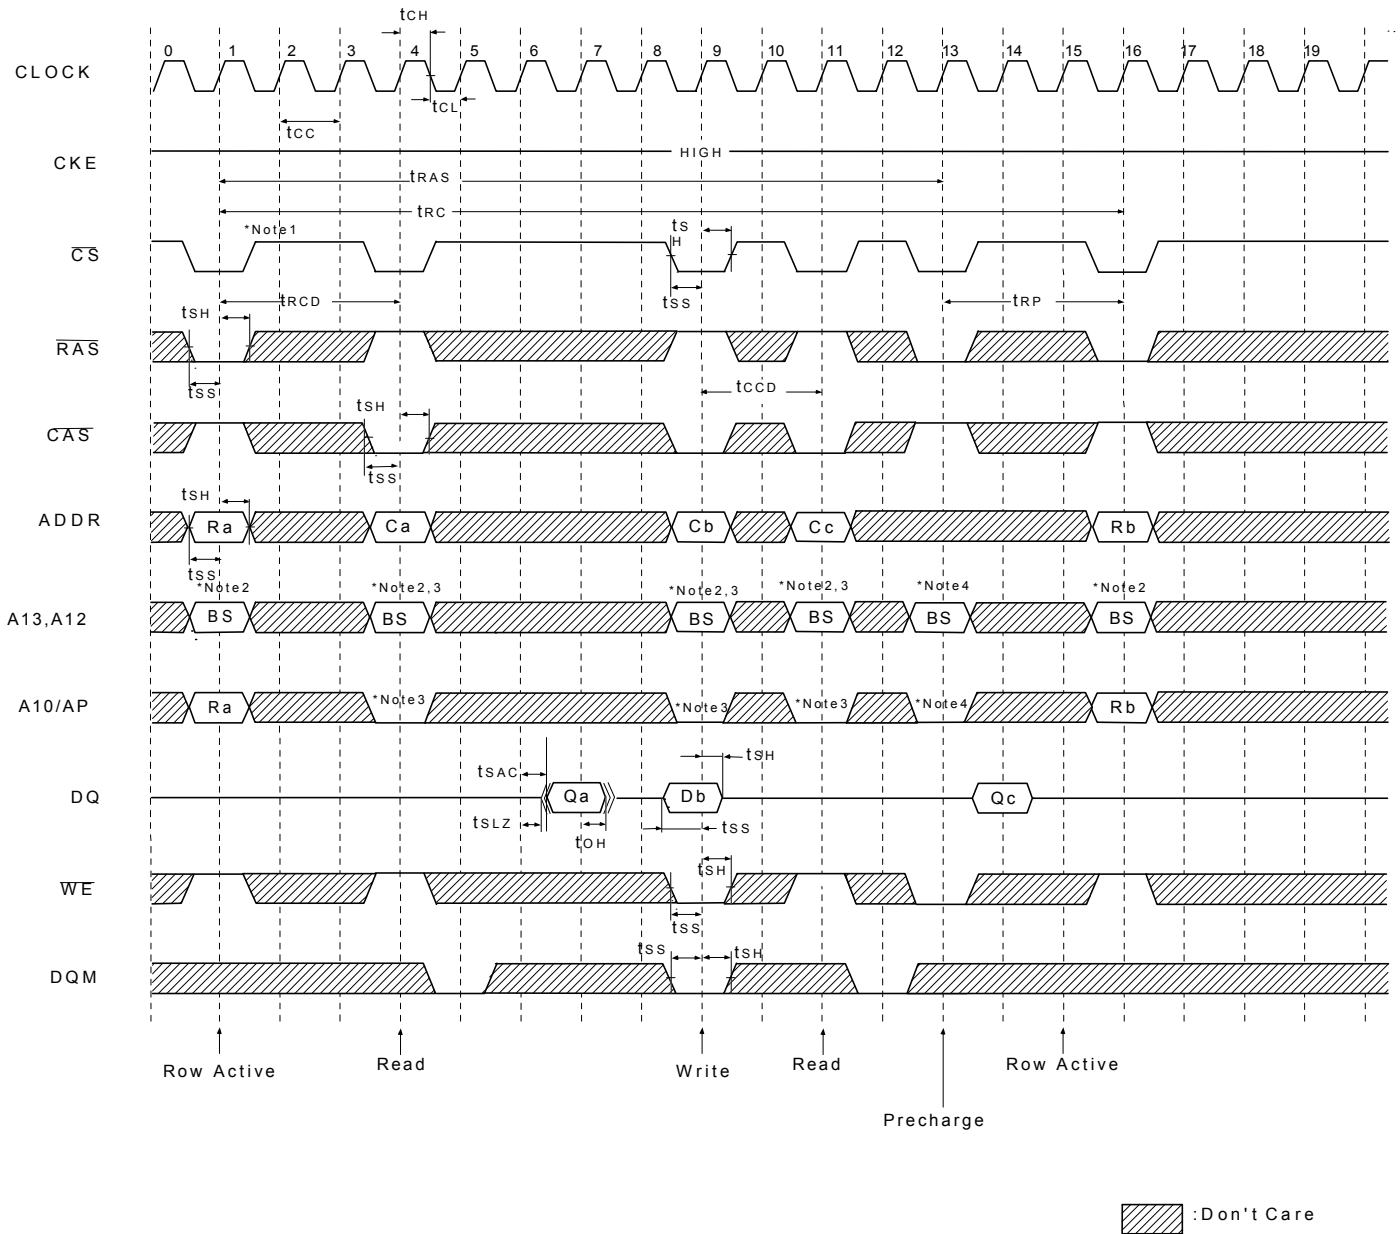 tCH
0 1 2 3 4 5 6 7 8 9 10 11 12 13 14 15 16 17 18 19
CLOCK
tCL
tCC
CKE
HIGH
tRAS
tRC
*Note1
tS
H
CS
tSS
tRCD
tRP
tSH
RAS
tSS
tCCD
tSH
CAS
tSS
tSH
ADDR
Ra Ca Cb Cc Rb
tSS
*Note2 *Note2,3 *Note2,3 *Note2,3 *Note4 *Note2
A13,A12
BS BS BS BS BS BS
A10/AP
Ra *Note3 *Note3 *Note3 *Note4 Rb
tSH
tSAC
DQ
Qa Db Qc
tSLZ
tSS
tOH
tSH
WE
tSS
tSS tSH
DQM
Row Active Read Write Read Row Active
Precharge
:Don't Care